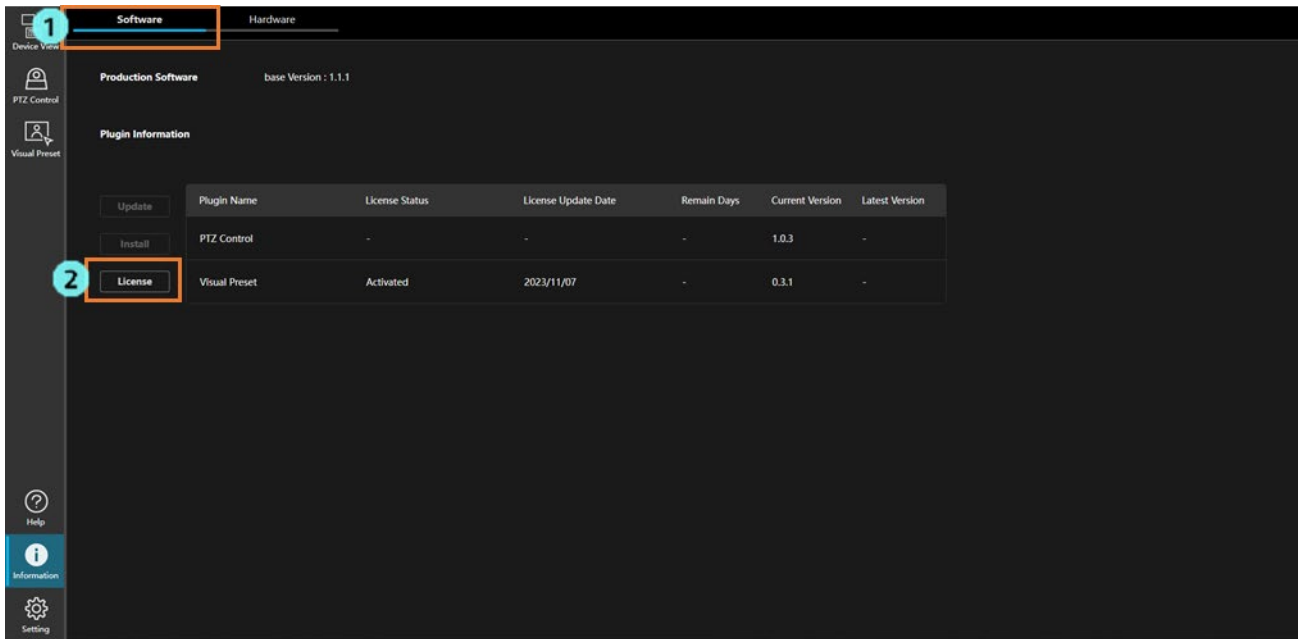 1
Software Hardware
Device View
Production Software base Version : 1.1.1
PTZ Control
Plugin Information
Visual Preset
Update
Plugin Name License Status License Update Date Remain Days Current Version Latest Version
Install
PTZ Control - - - 1.0.3 -
2
License
Visual Preset Activated 2023/11/07 - 0.3.1 -
Help
Information
Setting